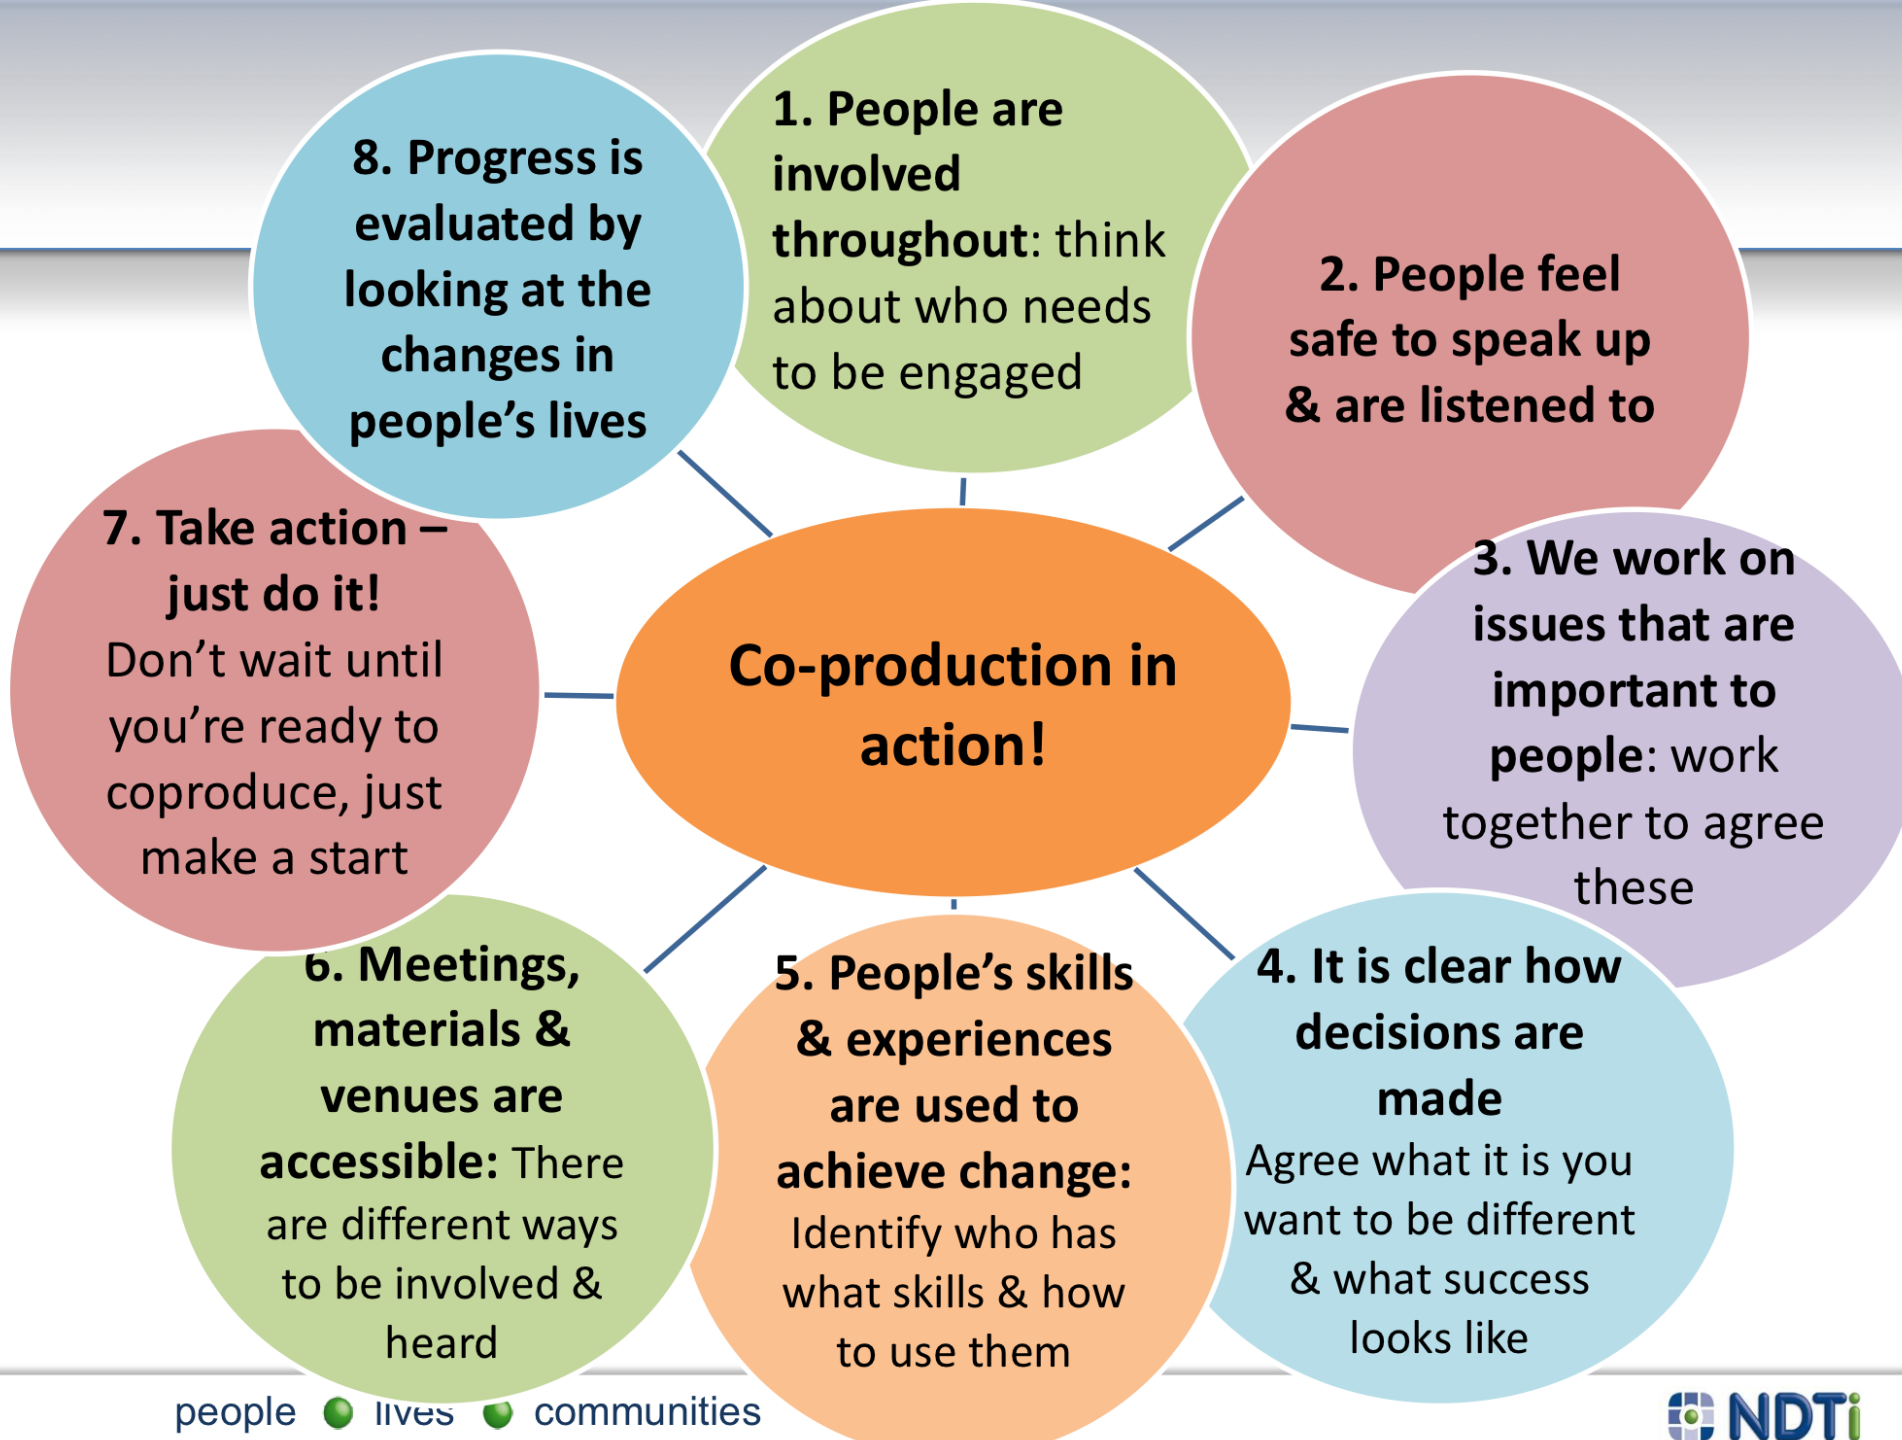 1. People are
involved
throughout: think
about who needs
to be engaged
2. People feel
safe to speak up
& are listened to
3. We work on
issues that are
important to
people: work
together to agree
these
4. It is clear how
decisions are
made
Agree what it is you
want to be different
& what success
looks like
5. People’s skills
& experiences
are used to
achieve change:
Identify who has
what skills & how
to use them
6. Meetings,
materials &
venues are
accessible: There
are different ways
to be involved &
heard
7. Take action –
just do it!
Don’t wait until
you’re ready to
coproduce, just
make a start
8. Progress is
evaluated by
looking at the
changes in
people’s lives
Co-production in
action!
people lives communities
NDTi